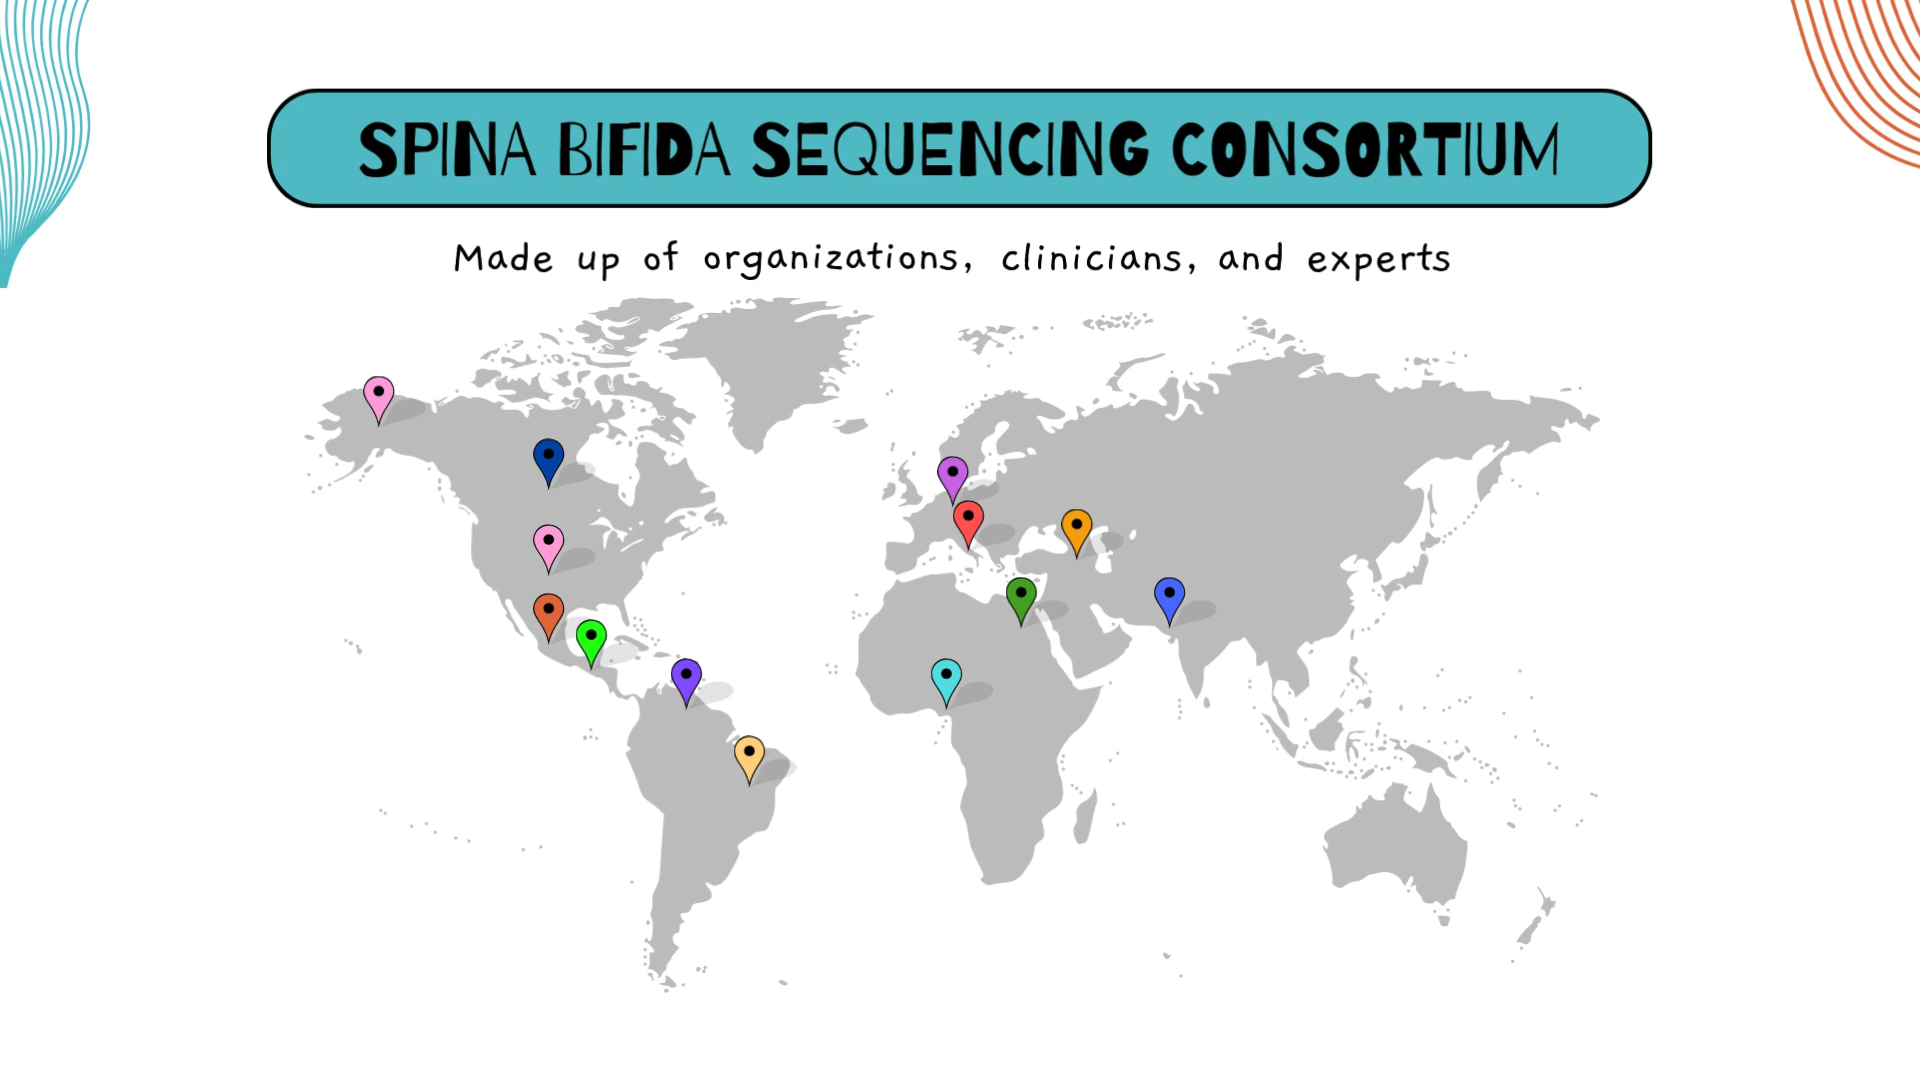 SPINA BIFIDA SEQUENCING CONSORTIUM
Made up of organizations, clinicians, and experts